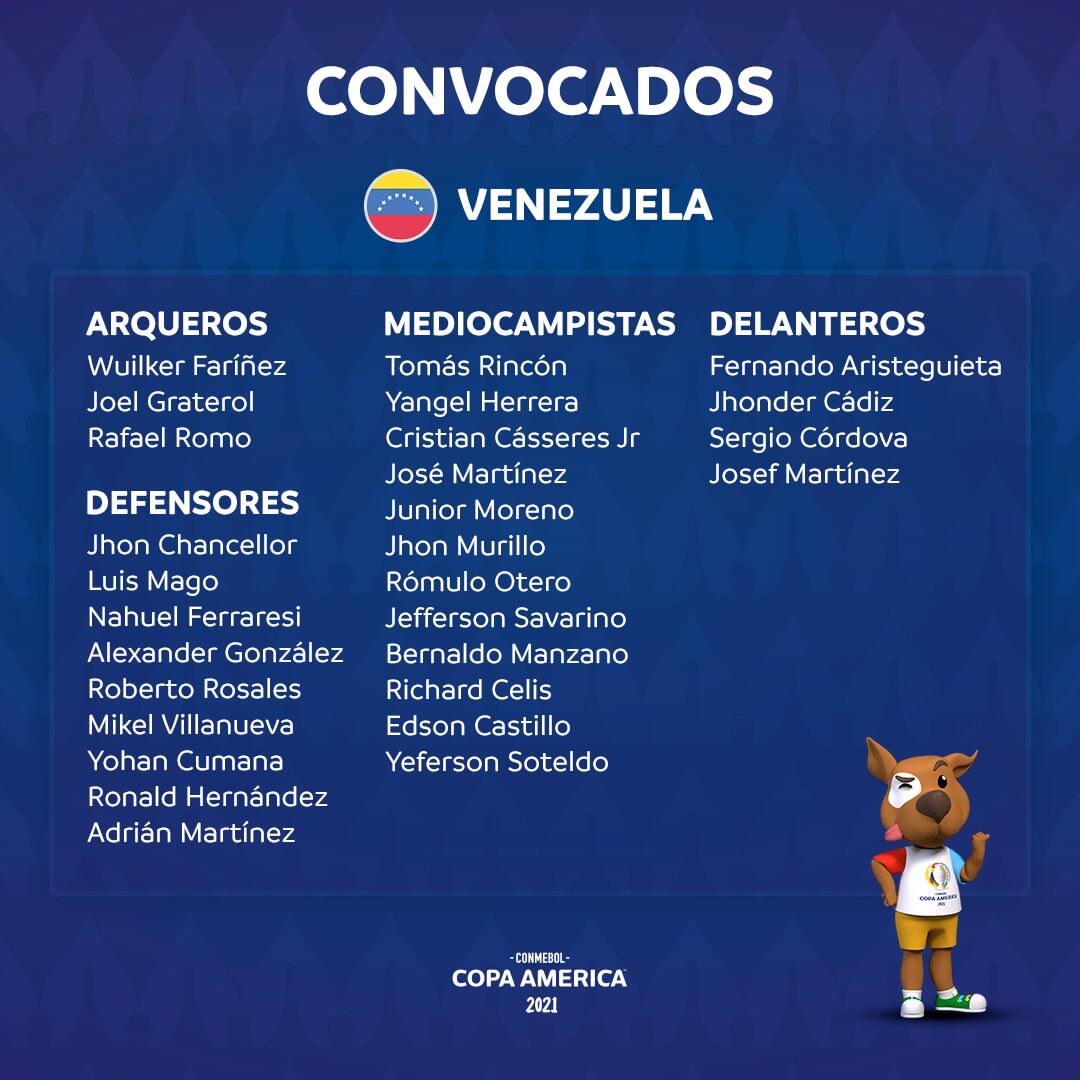 CONVOCADOS
VENEZUELA
ARQUEROS
Wuilker Faríñez
Joel Graterol
Rafael Romo
DEFENSORES
Jhon Chancellor
Luis Mago
Nahuel Ferraresi
Alexander González
Roberto Rosales
Mikel Villanueva
Yohan Cumana
Ronald Hernández
Adrián Martínez
MEDIOCAMPISTAS
Tomás Rincón
Yangel Herrera
Cristian Cásseres Jr
José Martínez
Junior Moreno
Jhon Murillo
Rómulo Otero
Jefferson Savarino
Bernaldo Manzano
Richard Celis
Edson Castillo
Yeferson Soteldo
DELANTEROS
Fernando Aristeguieta
Jhonder Cádiz
Sergio Córdova
Josef Martínez
COPA AMERICA
2021
- CONMEBOL -
COPA AMERICA
2021